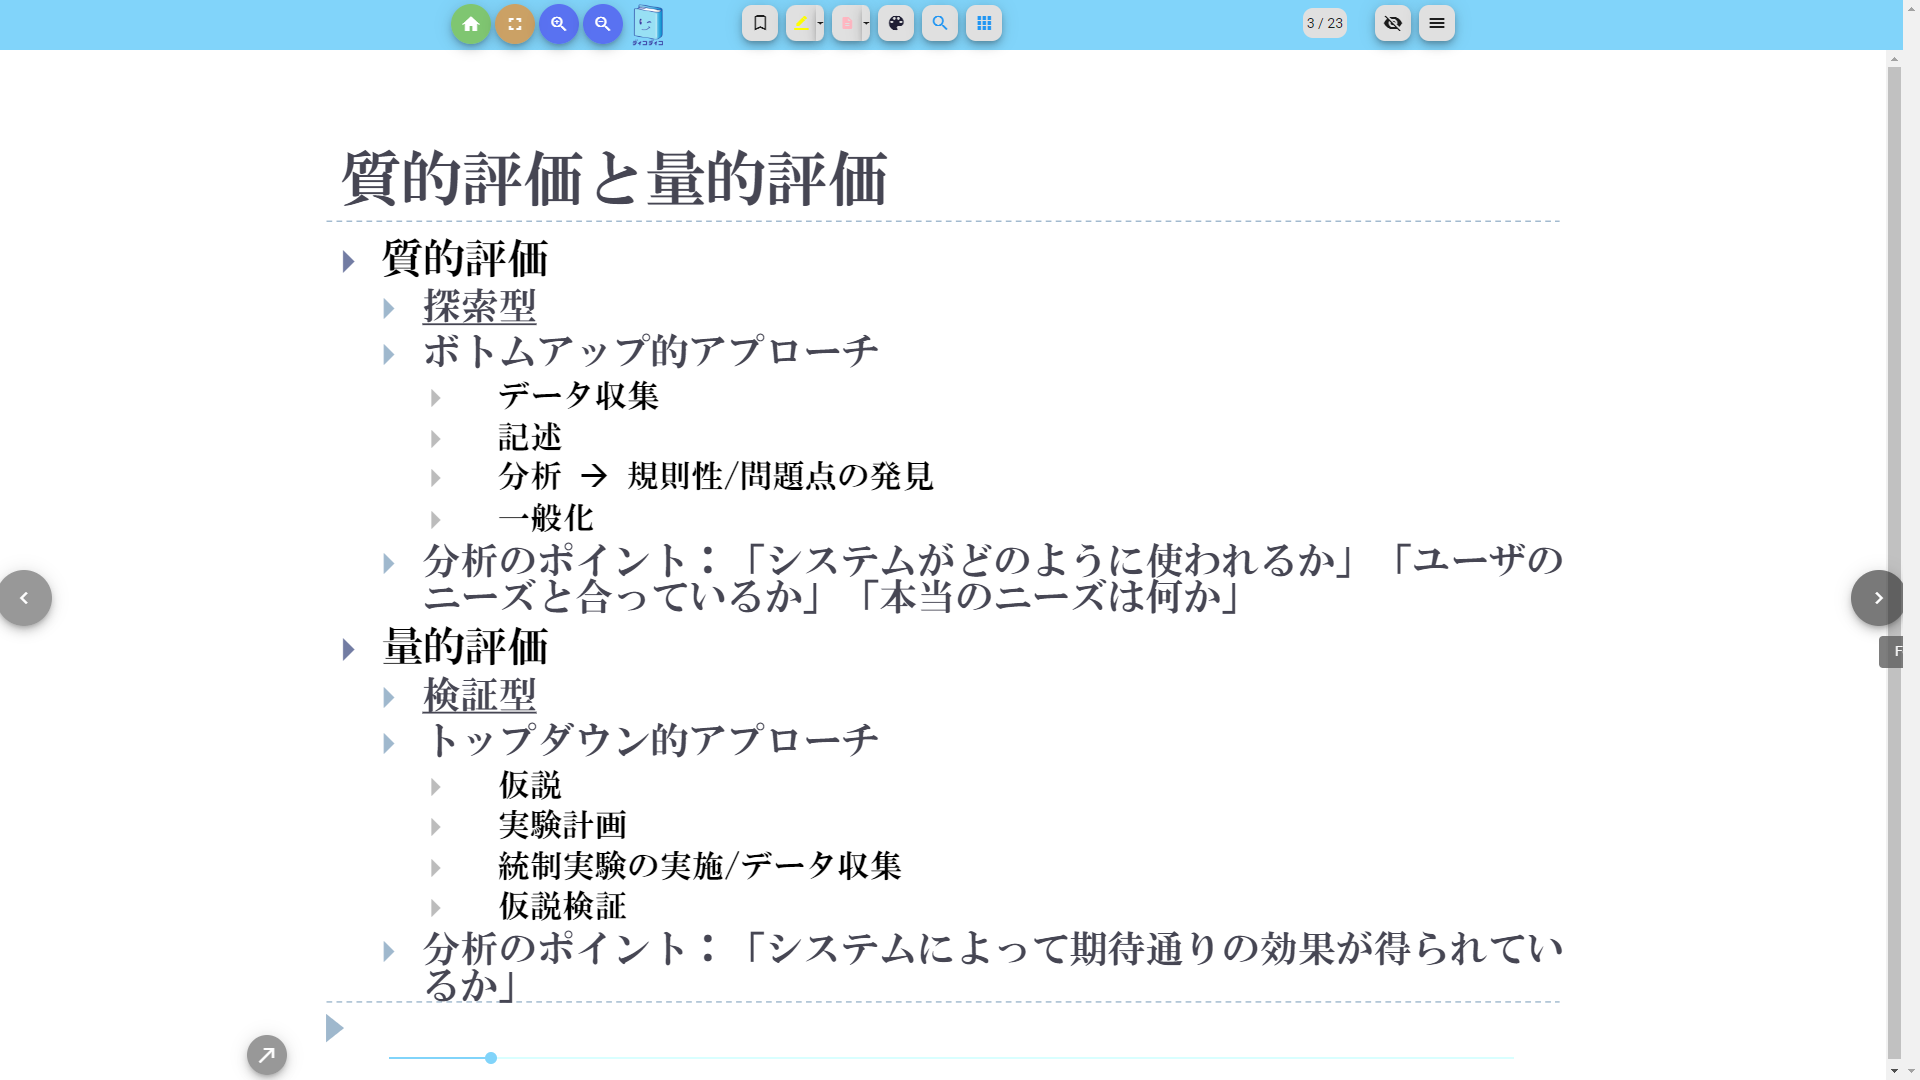 ダイコダイコ
3 / 23
質的評価と量的評価
質的評価
探索型
ボトムアップ的アプローチ
データ収集
記述
分析 → 規則性/問題点の発見
一般化
分析のポイント：「システムがどのように使われるか」「ユーザの
ニーズと合っているか」「本当のニーズは何か」
量的評価
検証型
トップダウン的アプローチ
仮説
実験計画
統制実験の実施/データ収集
仮説検証
分析のポイント：「システムによって期待通りの効果が得られてい
るか」
F